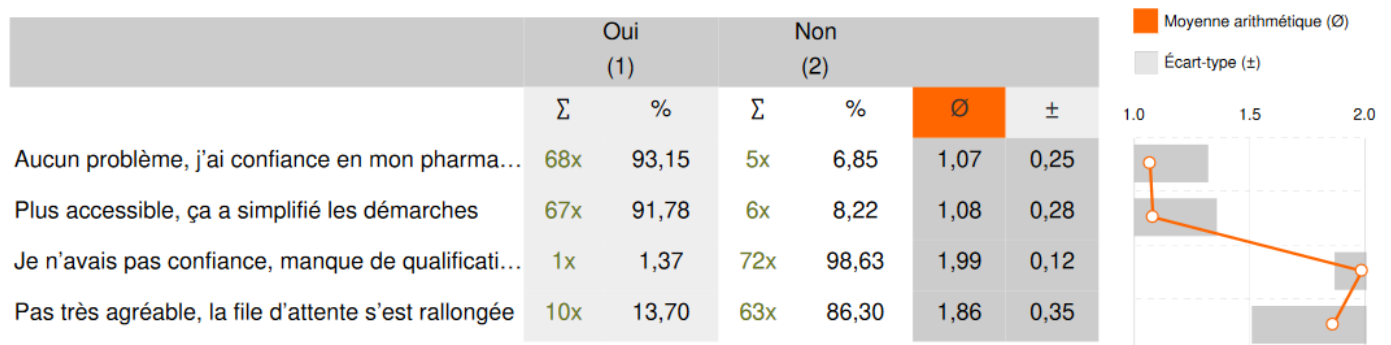 Oui Non
(1) (2)
Σ % Σ % Ø ±
Aucun problème, j'ai confiance en mon pharma… 68x 93,15 5x 6,85 1,07 0,25
Plus accessible, ça a simplifié les démarches 67x 91,78 6x 8,22 1,08 0,28
Je n'avais pas confiance, manque de qualificati… 1x 1,37 72x 98,63 1,99 0,12
Pas très agréable, la file d'attente s'est rallongée 10x 13,70 63x 86,30 1,86 0,35
Moyenne arithmétique (Ø)
Écart-type (±)
1.0 1.5 2.0